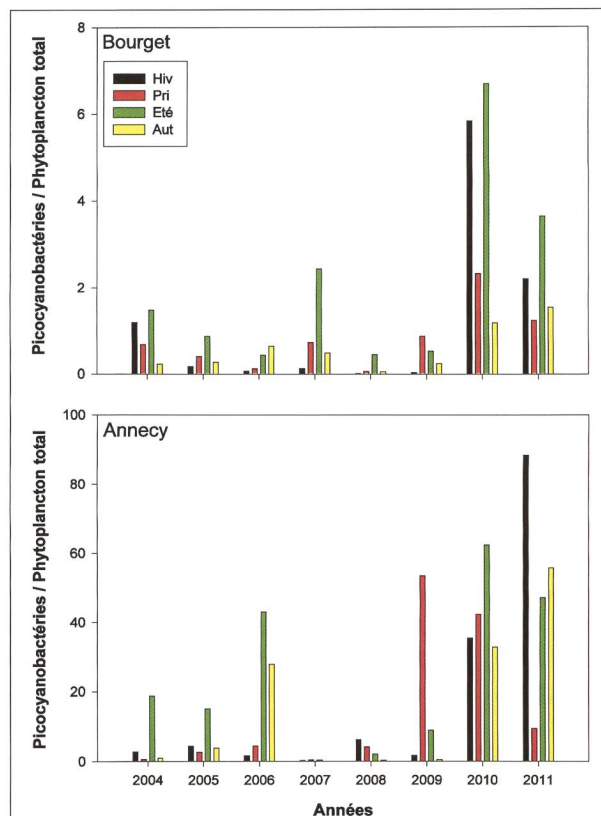 Bourget
Hiv
Pri
Eté
Aut
Picocyanobactéries / Phytoplancton total
8
6
4
2
0
Annecy
Picocyanobactéries / Phytoplancton total
100
80
60
40
20
0
2004 2005 2006 2007 2008 2009 2010 2011
Années